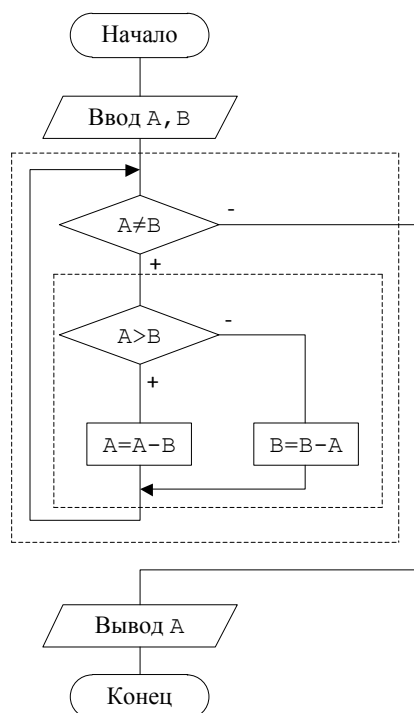 Начало
Ввод A, B
A≠B
-
+
A>B
-
+
A=A-B
B=B-A
Вывод A
Конец